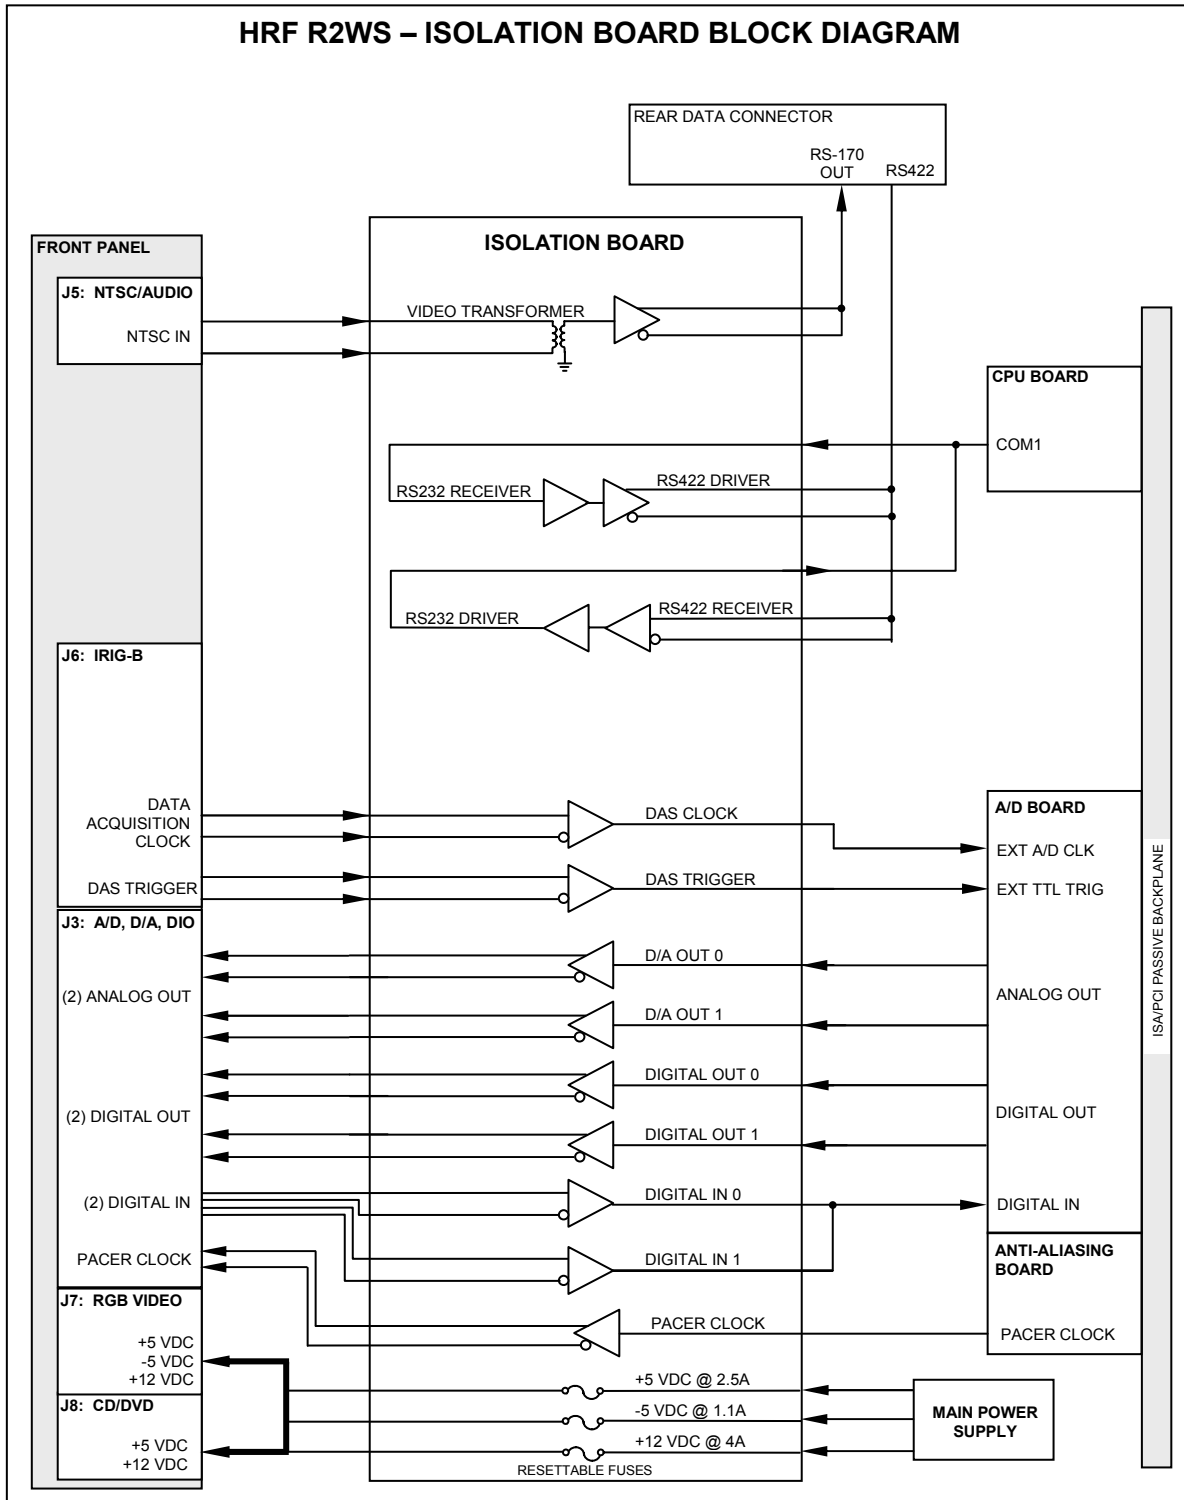 HRF R2WS – ISOLATION BOARD BLOCK DIAGRAM
REAR DATA CONNECTOR
RS-170
OUT
RS422
FRONT PANEL
ISOLATION BOARD
J5: NTSC/AUDIO
NTSC IN
VIDEO TRANSFORMER
CPU BOARD
COM1
RS232 RECEIVER
RS422 DRIVER
RS232 DRIVER
RS422 RECEIVER
J6: IRIG-B
DATA
ACQUISITION
CLOCK
DAS CLOCK
A/D BOARD
EXT A/D CLK
DAS TRIGGER
DAS TRIGGER
EXT TTL TRIG
ISA/PCI PASSIVE BACKPLANE
J3: A/D, D/A, DIO
D/A OUT 0
(2) ANALOG OUT
ANALOG OUT
D/A OUT 1
DIGITAL OUT 0
(2) DIGITAL OUT
DIGITAL OUT
DIGITAL OUT 1
(2) DIGITAL IN
DIGITAL IN 0
DIGITAL IN
PACER CLOCK
DIGITAL IN 1
ANTI-ALIASING
BOARD
J7: RGB VIDEO
PACER CLOCK
PACER CLOCK
+5 VDC
-5 VDC
+12 VDC
+5 VDC @ 2.5A
-5 VDC @ 1.1A
+12 VDC @ 4A
MAIN POWER
SUPPLY
J8: CD/DVD
+5 VDC
+12 VDC
RESETTABLE FUSES